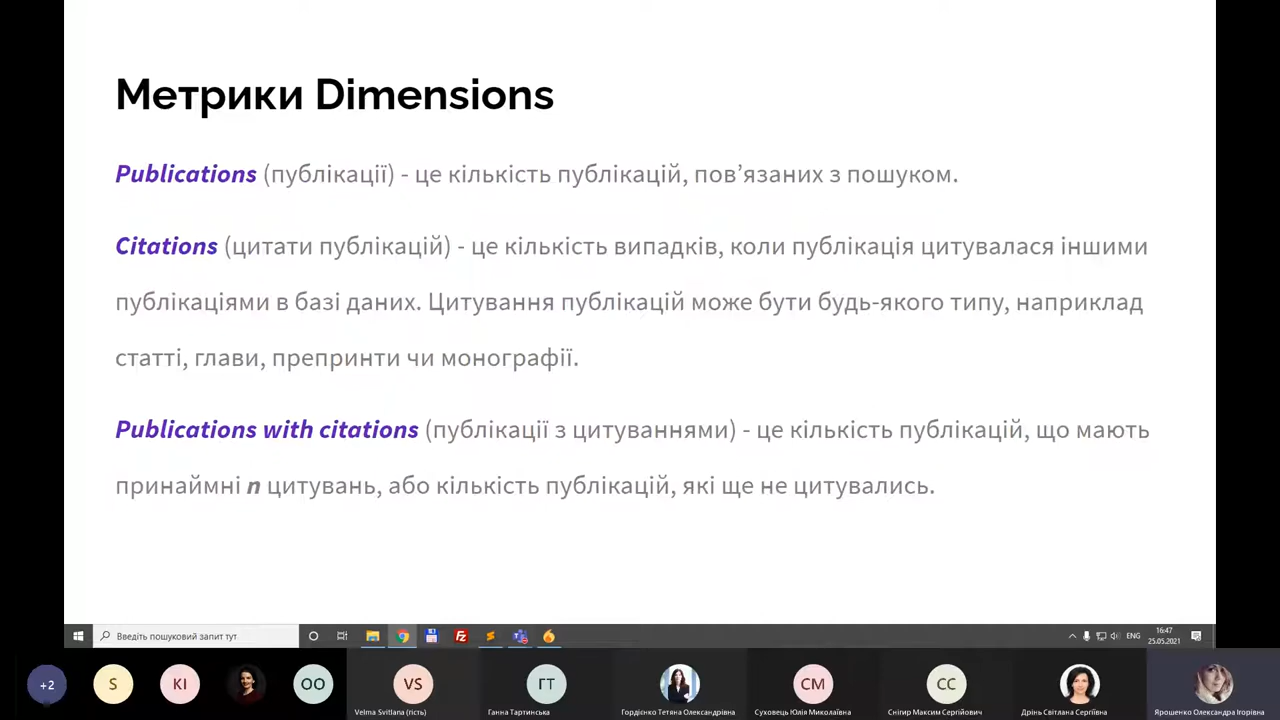 Метрики Dimensions
Publications (публікації) - це кількість публікацій, пов’язаних з пошуком.
Citations (цитати публікацій) - це кількість випадків, коли публікація цитувалася іншими
публікаціями в базі даних. Цитування публікацій може бути будь-якого типу, наприклад
статті, глави, препринти чи монографії.
Publications with citations (публікації з цитуваннями) - це кількість публікацій, що мають
принаймні n цитувань, або кількість публікацій, які ще не цитувались.
Введіть пошуковий запит тут
ENG
16:47
25.05.2021
+2
S
КІ
ОО
VS
ГТ
СМ
СС
Velma Svitlana (гість)
Ганна Тартинська
Гордієнко Тетяна Олександрівна
Суховець Юлія Миколаївна
Снігир Максим Сергійович
Дрінь Світлана Сергіївна
Ярошенко Олександра Ігорівна